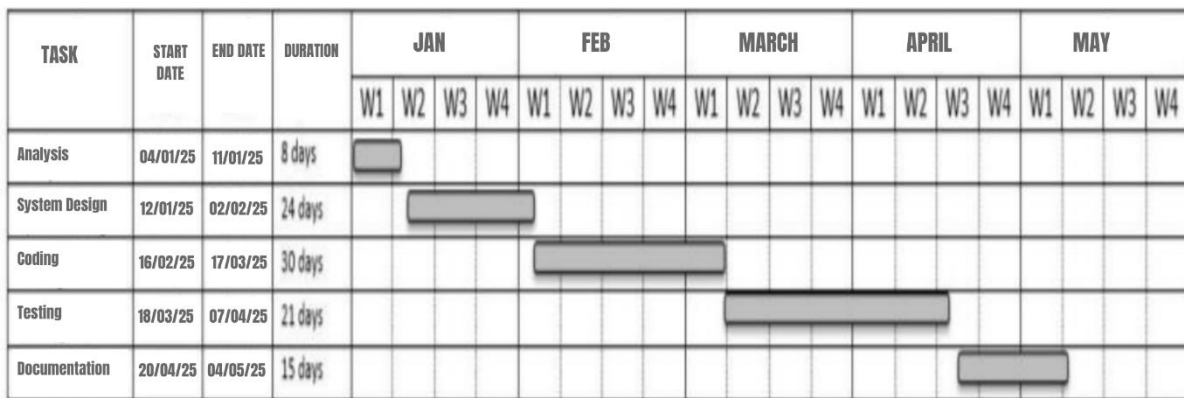 TASK START DATE END DATE DURATION JAN FEB MARCH APRIL MAY
W1 W2 W3 W4 W1 W2 W3 W4 W1 W2 W3 W4 W1 W2 W3 W4 W1 W2 W3 W4
Analysis 04/01/25 11/01/25 8 days
System Design 12/01/25 02/02/25 24 days
Coding 16/02/25 17/03/25 30 days
Testing 18/03/25 07/04/25 21 days
Documentation 20/04/25 04/05/25 15 days